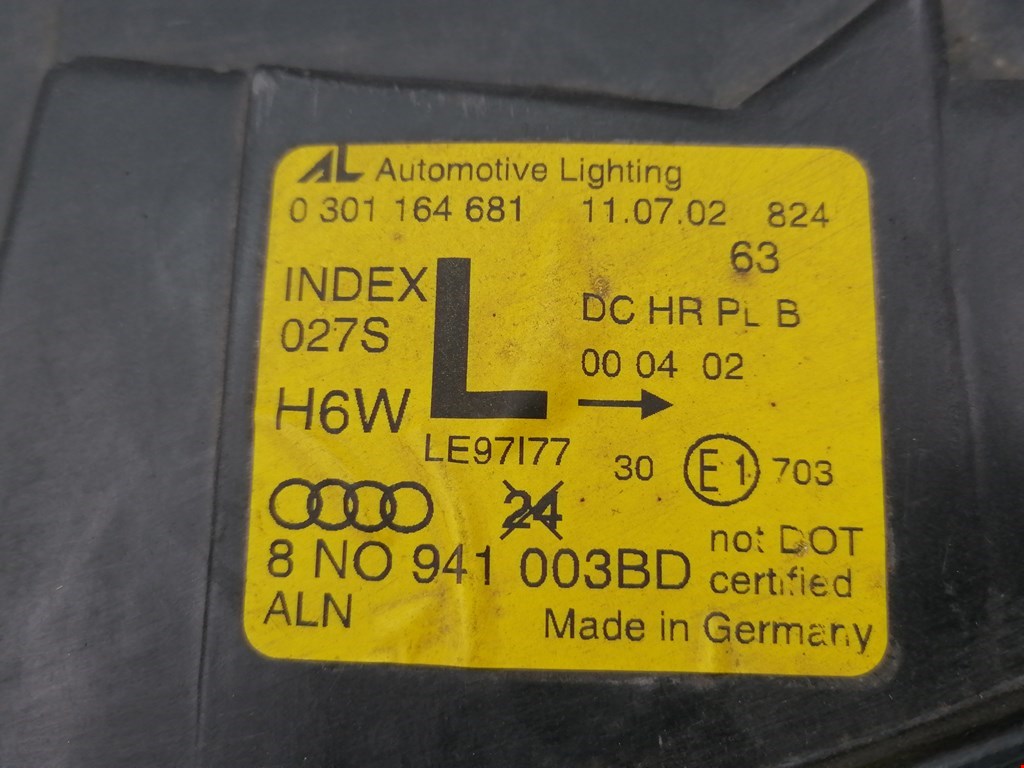 AL Automotive Lighting
0 301 164 681 11.07.02 824
63
INDEX
027S
L
DC HR PL B
00 04 02
H6W
LE97I77
30 E1 703
24
8 NO 941 003BD
not DOT
certified
ALN
Made in Germany